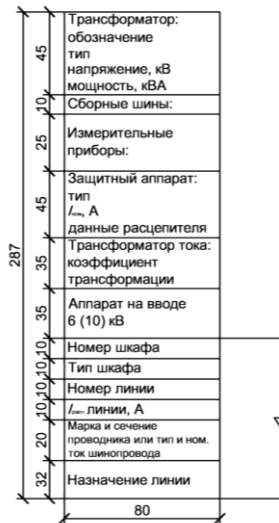 Трансформатор:
обозначение
тип
напряжение, кВ
мощность, кВА
45
Сборные шины:
10
Измерительные
приборы:
25
Защитный аппарат:
тип
Iном, А
данные расцепителя
45
Трансформатор тока:
коэффициент
трансформации
35
Аппарат на вводе
6 (10) кВ
35
287
Номер шкафа
10
Тип шкафа
10
Номер линии
10
линии, А
10
Марка и сечение
проводника или тип и ном.
ток шинопровода
20
Назначение линии
32
80